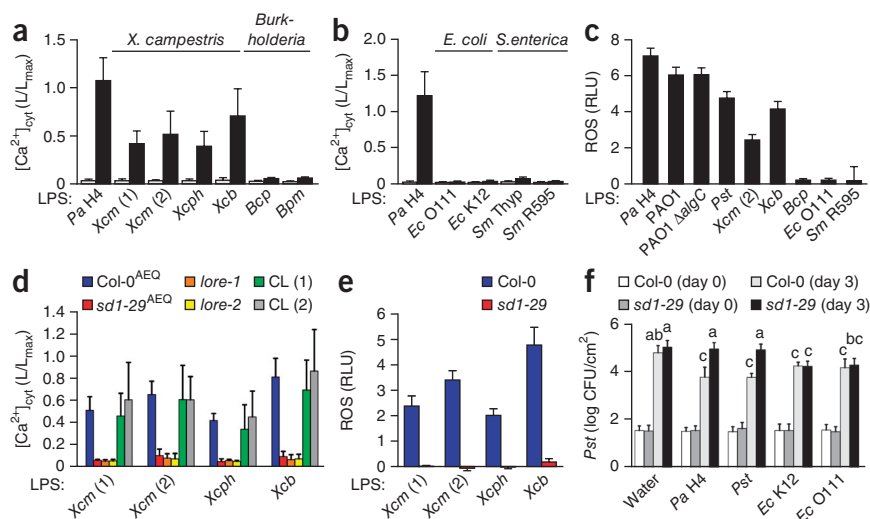 a
X. campestris
Burk-
holderia
[Ca2+]cyt (L/Lmax)
1.5
1.0
0.5
0
LPS:
Pa H4
Xcm (1)
Xcm (2)
Xcph
Xcb
Bcp
Bpm
b
E. coli
S.enterica
[Ca2+]cyt (L/Lmax)
2.0
1.5
1.0
0.5
0
LPS:
Pa H4
Ec O111
Ec K12
Sm Thyp
Sm R595
c
ROS (RLU)
8
6
4
2
0
LPS:
Pa H4
PAO1
PAO1 ΔalgC
Pst
Xcm (2)
Xcb
Bcp
Ec O111
Sm R595
d
Col-0AEQ
lore-1
CL (1)
sd1-29AEQ
lore-2
CL (2)
[Ca2+]cyt (L/Lmax)
1.4
1.2
1.0
0.8
0.6
0.4
0.2
0
LPS:
Xcm (1)
Xcm (2)
Xcph
Xcb
e
Col-0
sd1-29
ROS (RLU)
6
5
4
3
2
1
0
LPS:
Xcm (1)
Xcm (2)
Xcph
Xcb
f
Col-0 (day 0)
Col-0 (day 3)
sd1-29 (day 0)
sd1-29 (day 3)
Pst (log CFU/cm2)
6
4
2
0
ab
a
c
a
c
a
c
c
c
bc
LPS:
Water
Pa H4
Pst
Ec K12
Ec O111